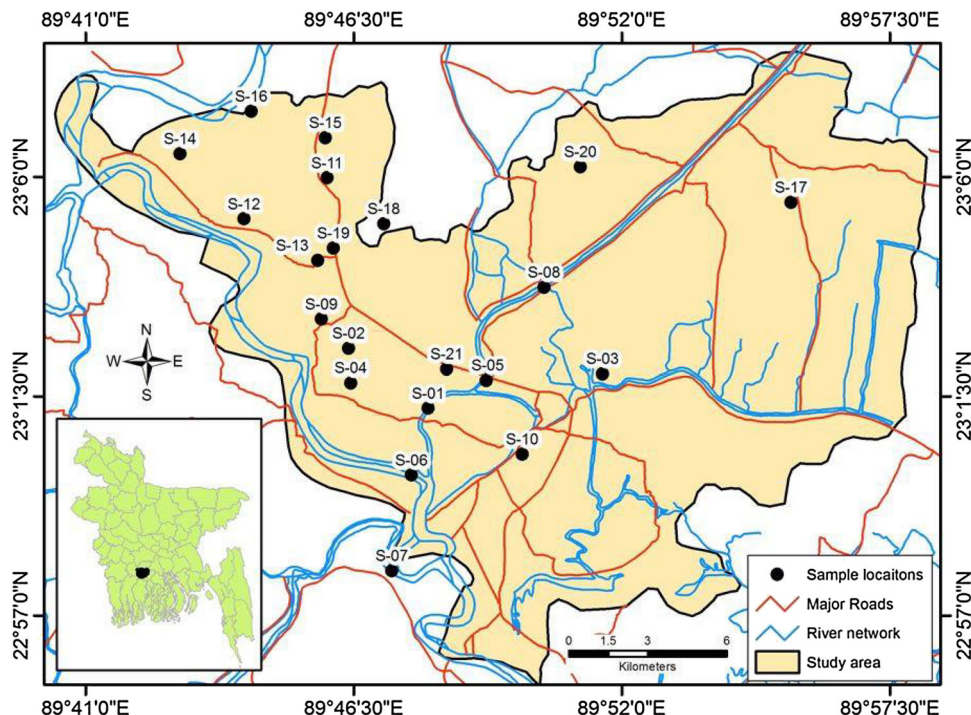 89°41'0"E 89°46'30"E 89°52'0"E 89°57'30"E
S-16
S-15
S-14
S-11
S-20
23°6'0"N 23°6'0"N
S-17
S-12
S-18
S-19
S-13
S-08
S-09
S-02
N
W E
S
S-21
S-05
S-03
S-04
23°1'30"N 23°1'30"N
S-01
S-10
S-06
S-07
22°57'0"N 22°57'0"N
Sample locaitons
Major Roads
River network
Study area
0 1.5 3 6
Kilometers
89°41'0"E 89°46'30"E 89°52'0"E 89°57'30"E